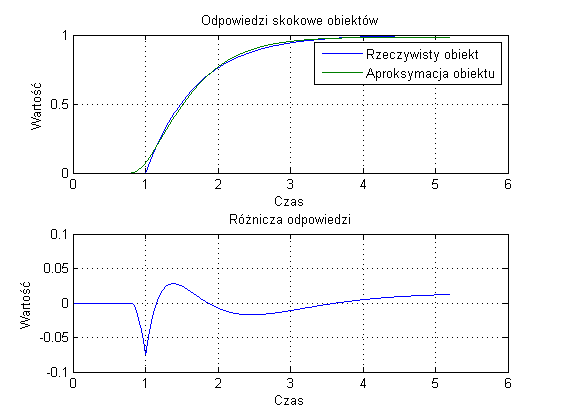 Odpowiedzi skokowe obiektów
1
0.5
0
Wartość
Rzeczywisty obiekt
Aproksymacja obiektu
0 1 2 3 4 5 6
Czas
Różnicza odpowiedzi
0.1
0.05
0
-0.05
-0.1
Wartość
0 1 2 3 4 5 6
Czas